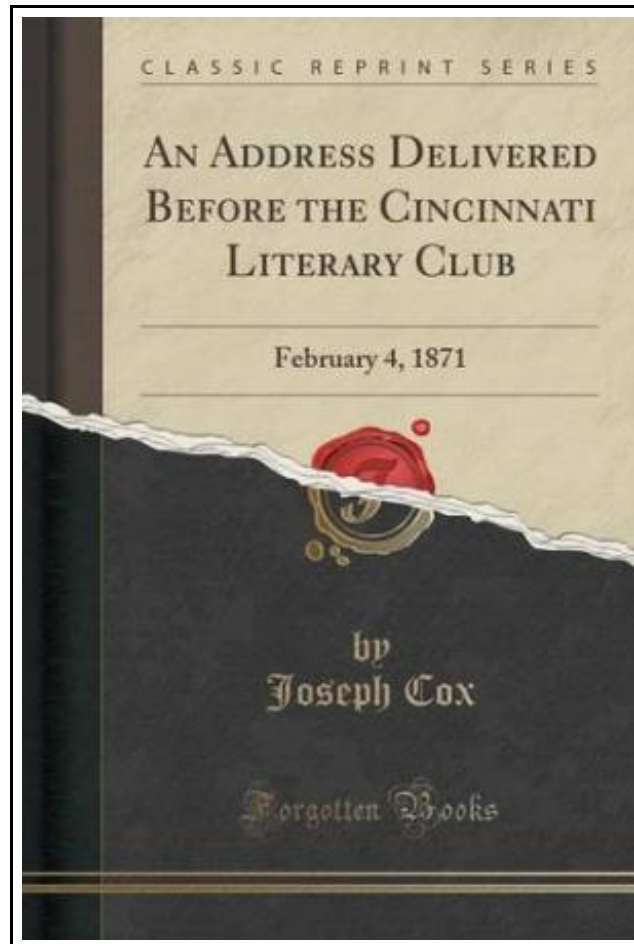 CLASSIC REPRINT SERIES
AN ADDRESS DELIVERED
BEFORE THE CINCINNATI
LITERARY CLUB
February 4, 1871
by
Joseph Cox
Forgotten Books